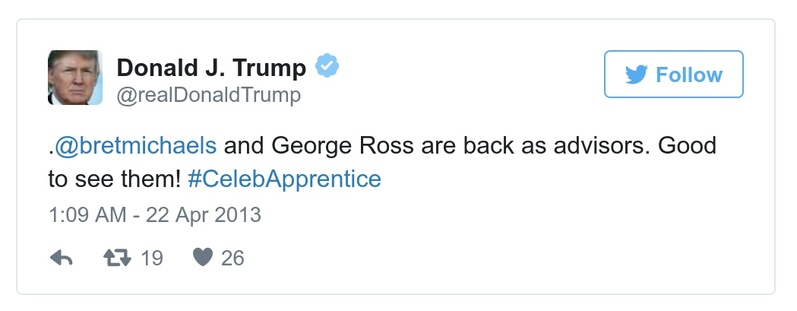 Donald J. Trump
Follow
@realDonaldTrump
.@bretmichaels and George Ross are back as advisors. Good
to see them! #CelebApprentice
1:09 AM - 22 Apr 2013
19 26